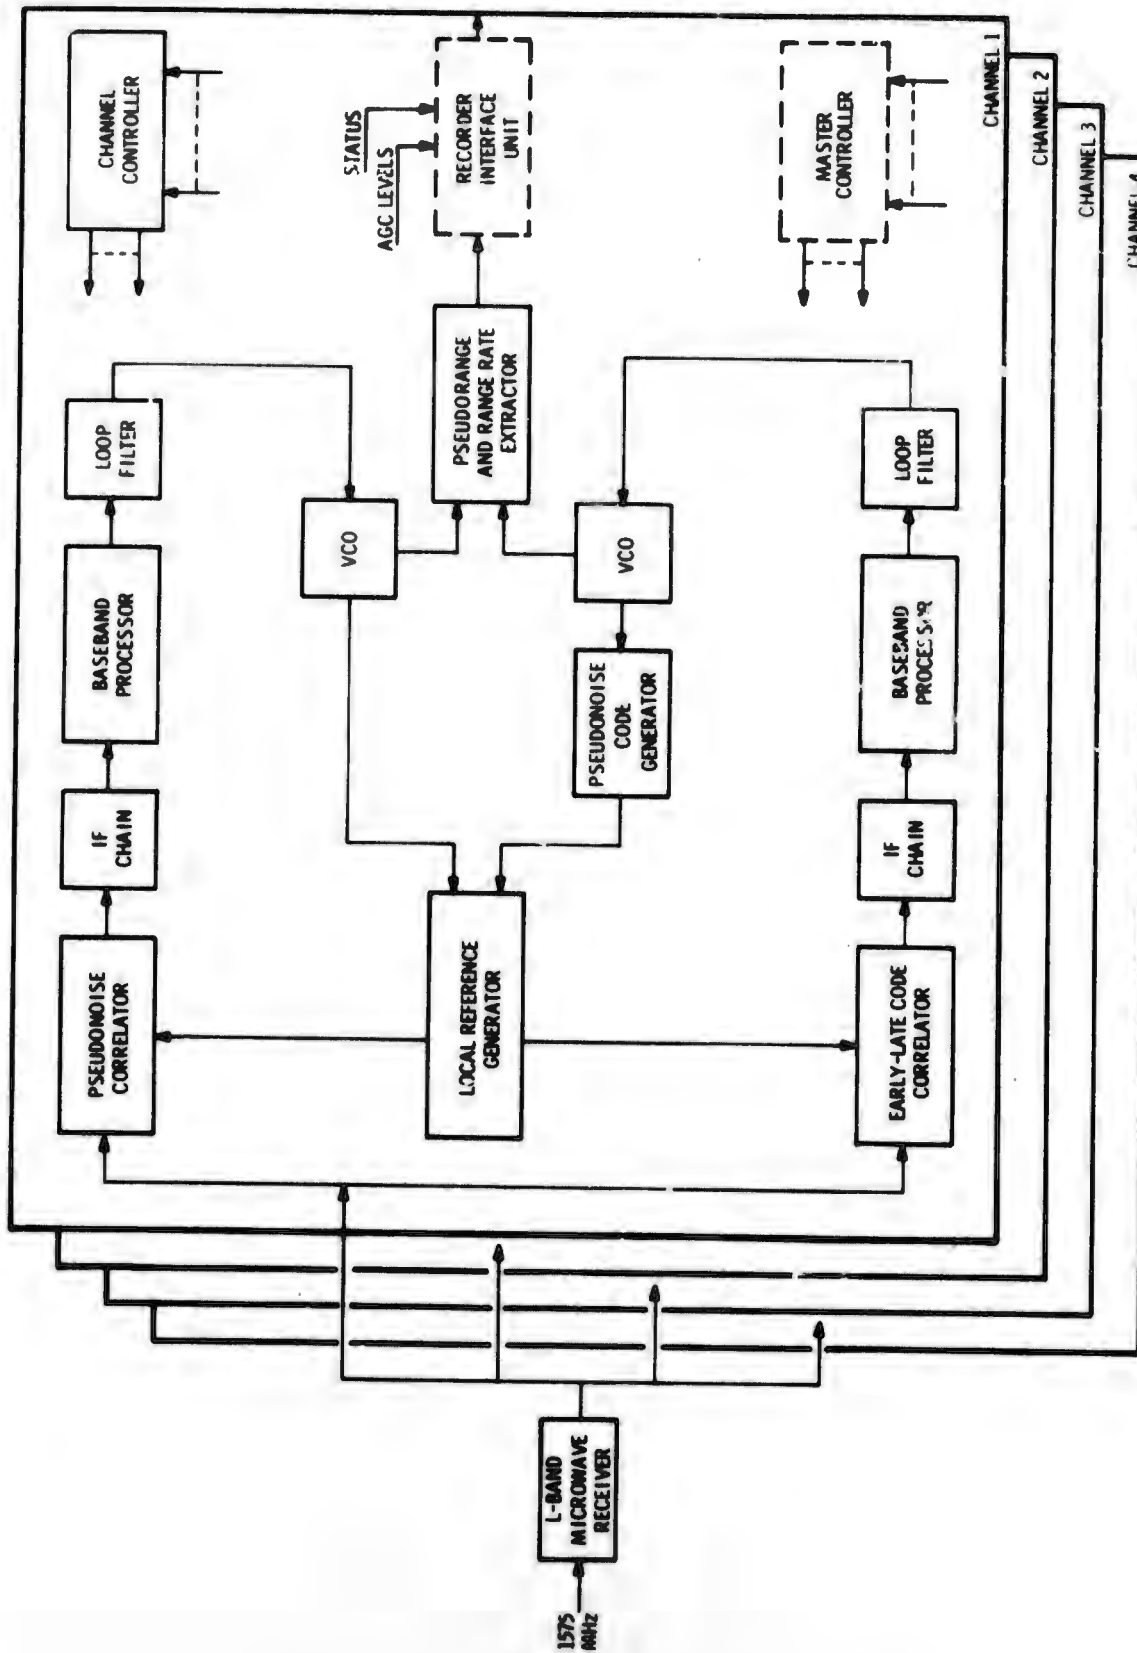 CHANNEL
CONTROLLER
STATUS
AGC LEVELS
RECORDER
INTERFACE
UNIT
MASTER
CONTROLLER
CHANNEL 1
CHANNEL 2
CHANNEL 3
CHANNEL 4
LOOP
FILTER
BASEBAND
PROCESSOR
IF
CHAIN
PSEUDONOISE
CORRELATOR
VCO
PSEUDORANGE
AND RANGE RATE
EXTRACTOR
VCO
PSEUDONOISE
CODE
GENERATOR
LOCAL REFERENCE
GENERATOR
LOOP
FILTER
BASEBAND
PROCESSOR
IF
CHAIN
EARLY-LATE CODE
CORRELATOR
L-BAND
MICROWAVE
RECEIVER
1575
MHz